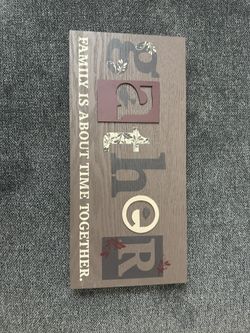 gatheR
FAMILY IS ABOUT TIME TOGETHER.